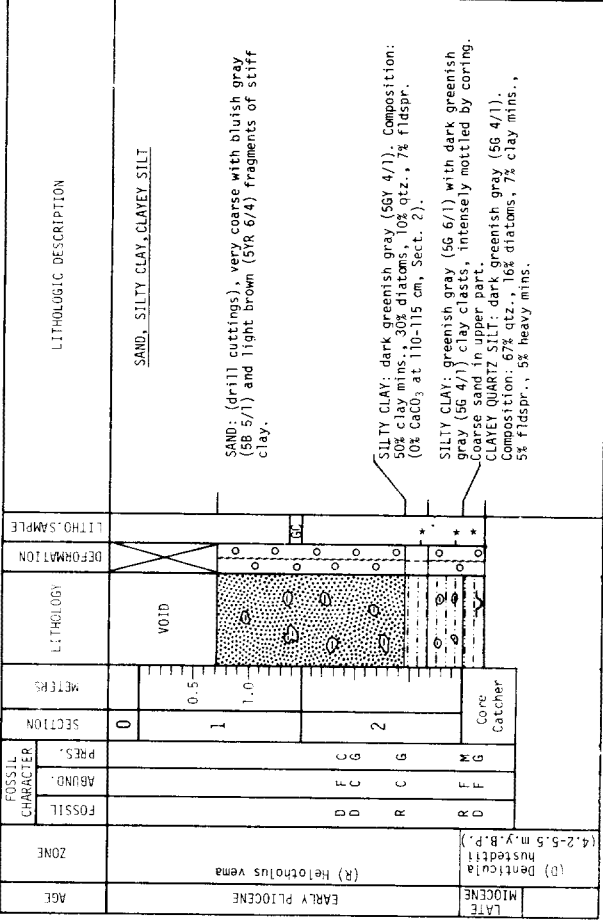 AGE
ZONE
FOSSIL CHARACTER
FOSSIL
ABUND.
PRES.
SECTION
METERS
LITHOLOGY
DEFORMATION
LITHO.SAMPLE
LITHOLOGIC DESCRIPTION
LATE MIOCENE
EARLY PLIOCENE
(D) Denticula
hustedtii
(4.2-5.5 m.y.B.P.)
(R) Helotholus vema
D F C
D C G
R C G
R F M
D F G
0
1
2
Core
Catcher
0.5
1.0
VOID
GC
*
*
*
SAND, SILTY CLAY,CLAYEY SILT
SAND: (drill cuttings), very coarse with bluish gray
(5B 5/1) and light brown (5YR 6/4) fragments of stiff
clay.
SILTY CLAY: dark greenish gray (5GY 4/1). Composition:
50% clay mins., 30% diatoms, 10% qtz., 7% fldspr.
(0% CaCO₃ at 110-115 cm, Sect. 2).
SILTY CLAY: greenish gray (5G 6/1) with dark greenish
gray (5G 4/1) clay clasts, intensely mottled by coring.
Coarse sand in upper part.
CLAYEY QUARTZ SILT: dark greenish gray (5G 4/1).
Composition: 67% qtz., 16% diatoms, 7% clay mins.,
5% fldspr., 5% heavy mins.